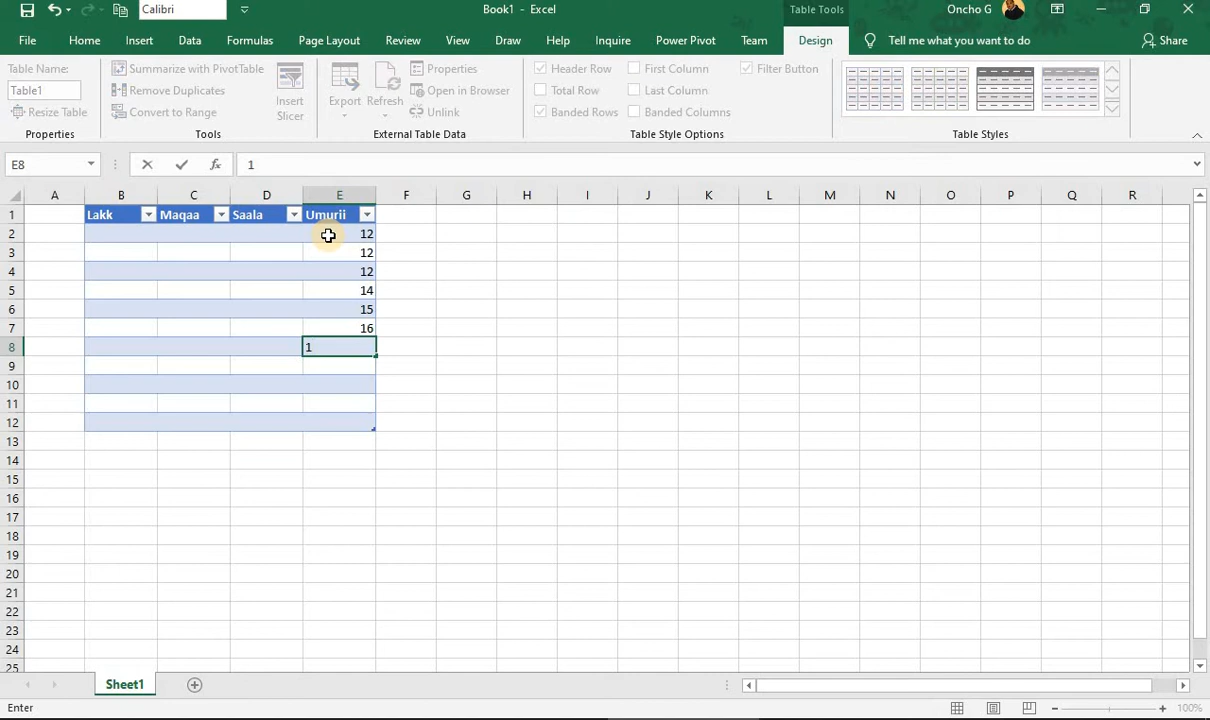 Calibri Book1 - Excel Table Tools Oncho G
File Home Insert Data Formulas Page Layout Review View Draw Help Inquire Power Pivot Team Design Tell me what you want to do Share
Table Name: Summarize with PivotTable Properties Header Row First Column Filter Button
Table1 Remove Duplicates Insert Slicer Export Refresh Open in Browser Total Row Last Column
Resize Table Convert to Range Unlink Banded Rows Banded Columns
Properties Tools External Table Data Table Style Options Table Styles
E8 fx 1
A B C D E F G H I J K L M N O P Q R
1 Lakk Maqaa Saala Umurii
2 12
3 12
4 12
5 14
6 15
7 16
8 1
9
10
11
12
13
14
15
16
17
18
19
20
21
22
23
24
25
Sheet1
Enter 100%